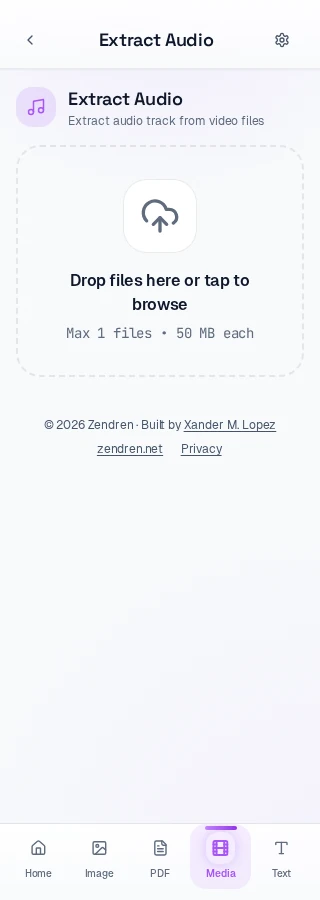 Extract Audio
Extract Audio
Extract audio track from video files
Drop files here or tap to
browse
Max 1 files • 50 MB each
© 2026 Zendren · Built by Xander M. Lopez
zendren.net Privacy
Home Image PDF Media Text